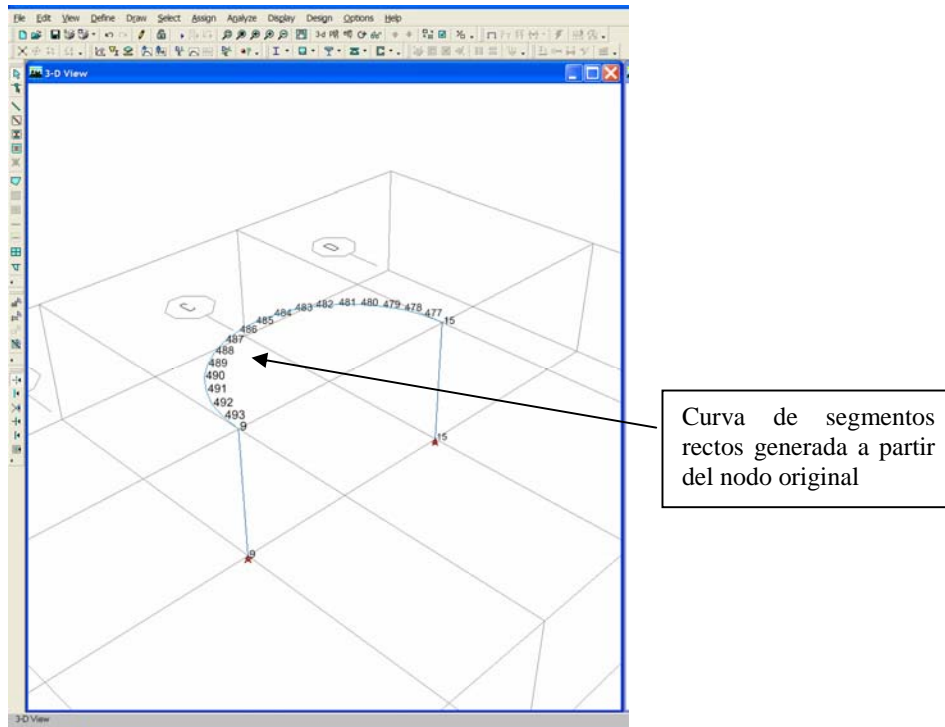 File Edit View Define Draw Select Assign Analyze Display Design Options Help
3-D View
D
C
15
477
478
479
480
481
482
483
484
485
486
487
488
489
490
491
492
493
9
15
9
Curva de segmentos
rectos generada a partir
del nodo original
3-D View